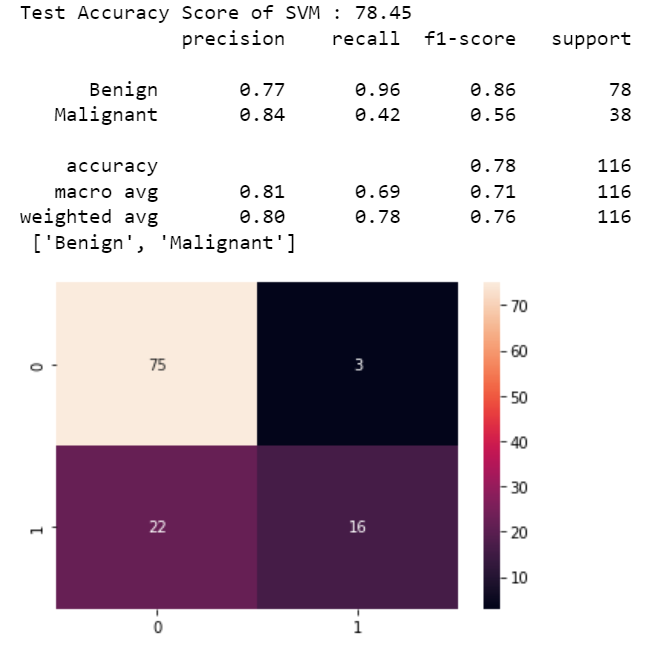 Test Accuracy Score of SVM : 78.45
precision recall f1-score support
Benign 0.77 0.96 0.86 78
Malignant 0.84 0.42 0.56 38
accuracy 0.78 116
macro avg 0.81 0.69 0.71 116
weighted avg 0.80 0.78 0.76 116
['Benign', 'Malignant']
70
60
50
40
30
20
10
0
75
3
1
22
16
0
1